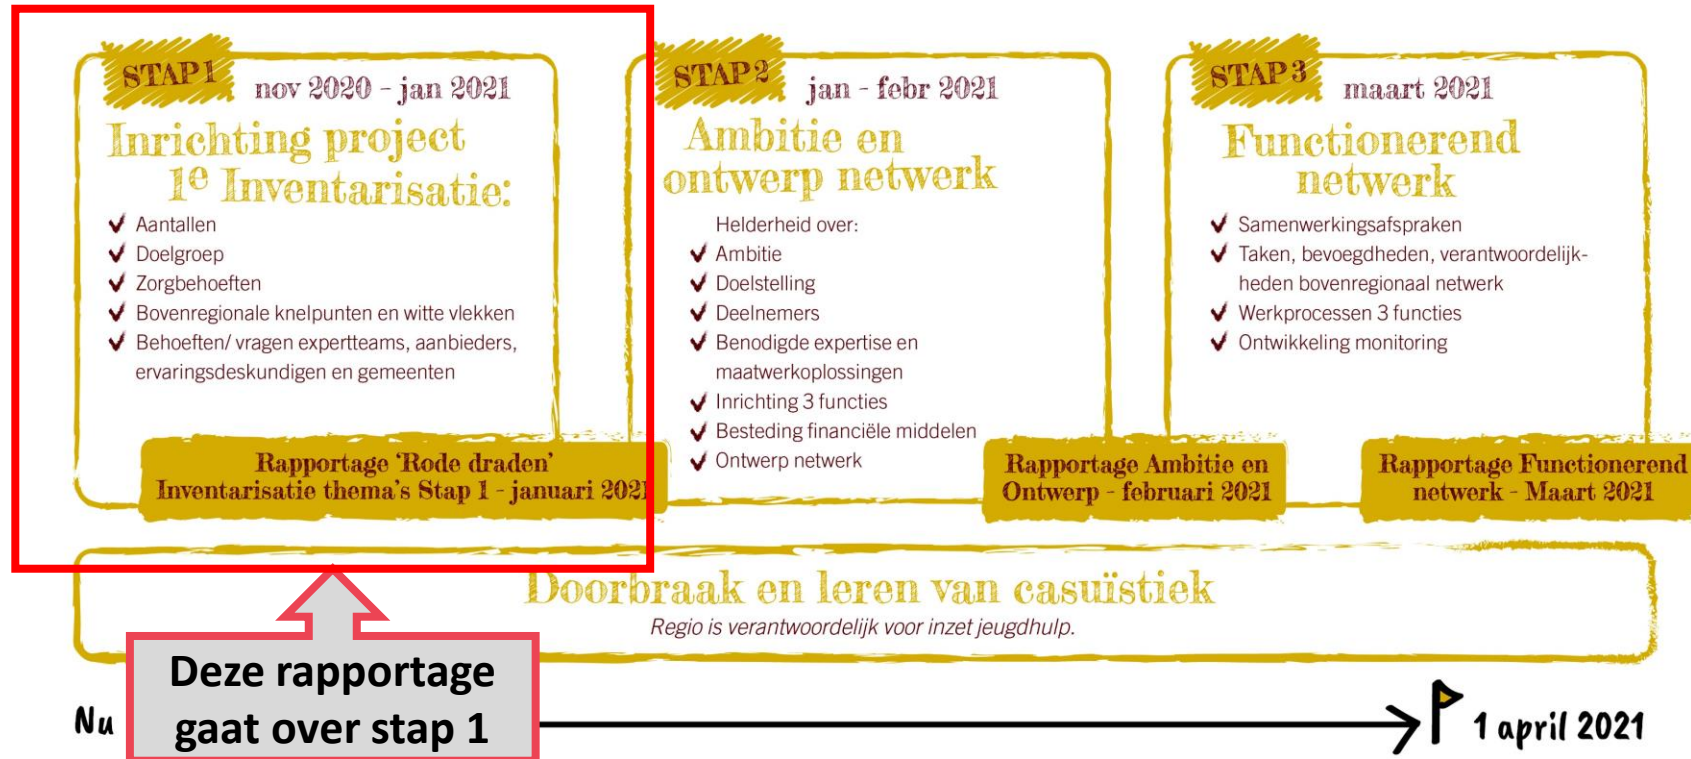 STAP 1
nov 2020 - jan 2021
Inrichting project
1e Inventarisatie:
Aantallen
Doelgroep
Zorgbehoeften
Bovenregionale knelpunten en witte vlekken
Behoeften/ vragen expertteams, aanbieders,
ervaringsdeskundigen en gemeenten
Rapportage 'Rode draden'
Inventarisatie thema's Stap 1 - januari 2021
STAP 2
jan - febr 2021
Ambitie en
ontwerp netwerk
Helderheid over:
Ambitie
Doelstelling
Deelnemers
Benodigde expertise en
maatwerkoplossingen
Inrichting 3 functies
Besteding financiële middelen
Ontwerp netwerk
Rapportage Ambitie en
Ontwerp - februari 2021
STAP 3
maart 2021
Functionerend
netwerk
Samenwerkingsafspraken
Taken, bevoegdheden, verantwoordelijk-
heden bovenregionaal netwerk
Werkprocessen 3 functies
Ontwikkeling monitoring
Rapportage Functionerend
netwerk - Maart 2021
Doorbraak en leren van casuïstiek
Regio is verantwoordelijk voor inzet jeugdhulp.
Deze rapportage
gaat over stap 1
Nu
1 april 2021